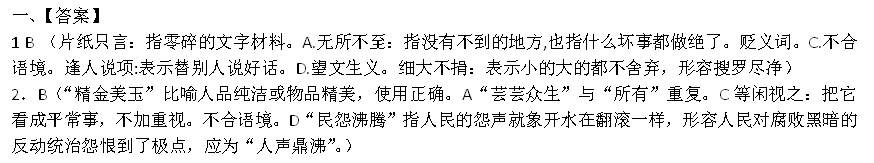 一、【答案】
1 B （片纸只言：指零碎的文字材料。A.无所不至：指没有不到的地方,也指什么坏事都做绝了。贬义词。C.不合
语境。逢人说项:表示替别人说好话。D.望文生义。细大不捐：表示小的大的都不舍弃，形容搜罗尽净）
2．B（“精金美玉”比喻人品纯洁或物品精美，使用正确。A“芸芸众生”与“所有”重复。C 等闲视之：把它
看成平常事，不加重视。不合语境。D“民怨沸腾”指人民的怨声就象开水在翻滚一样，形容人民对腐败黑暗的
反动统治怨恨到了极点，应为“人声鼎沸”。）